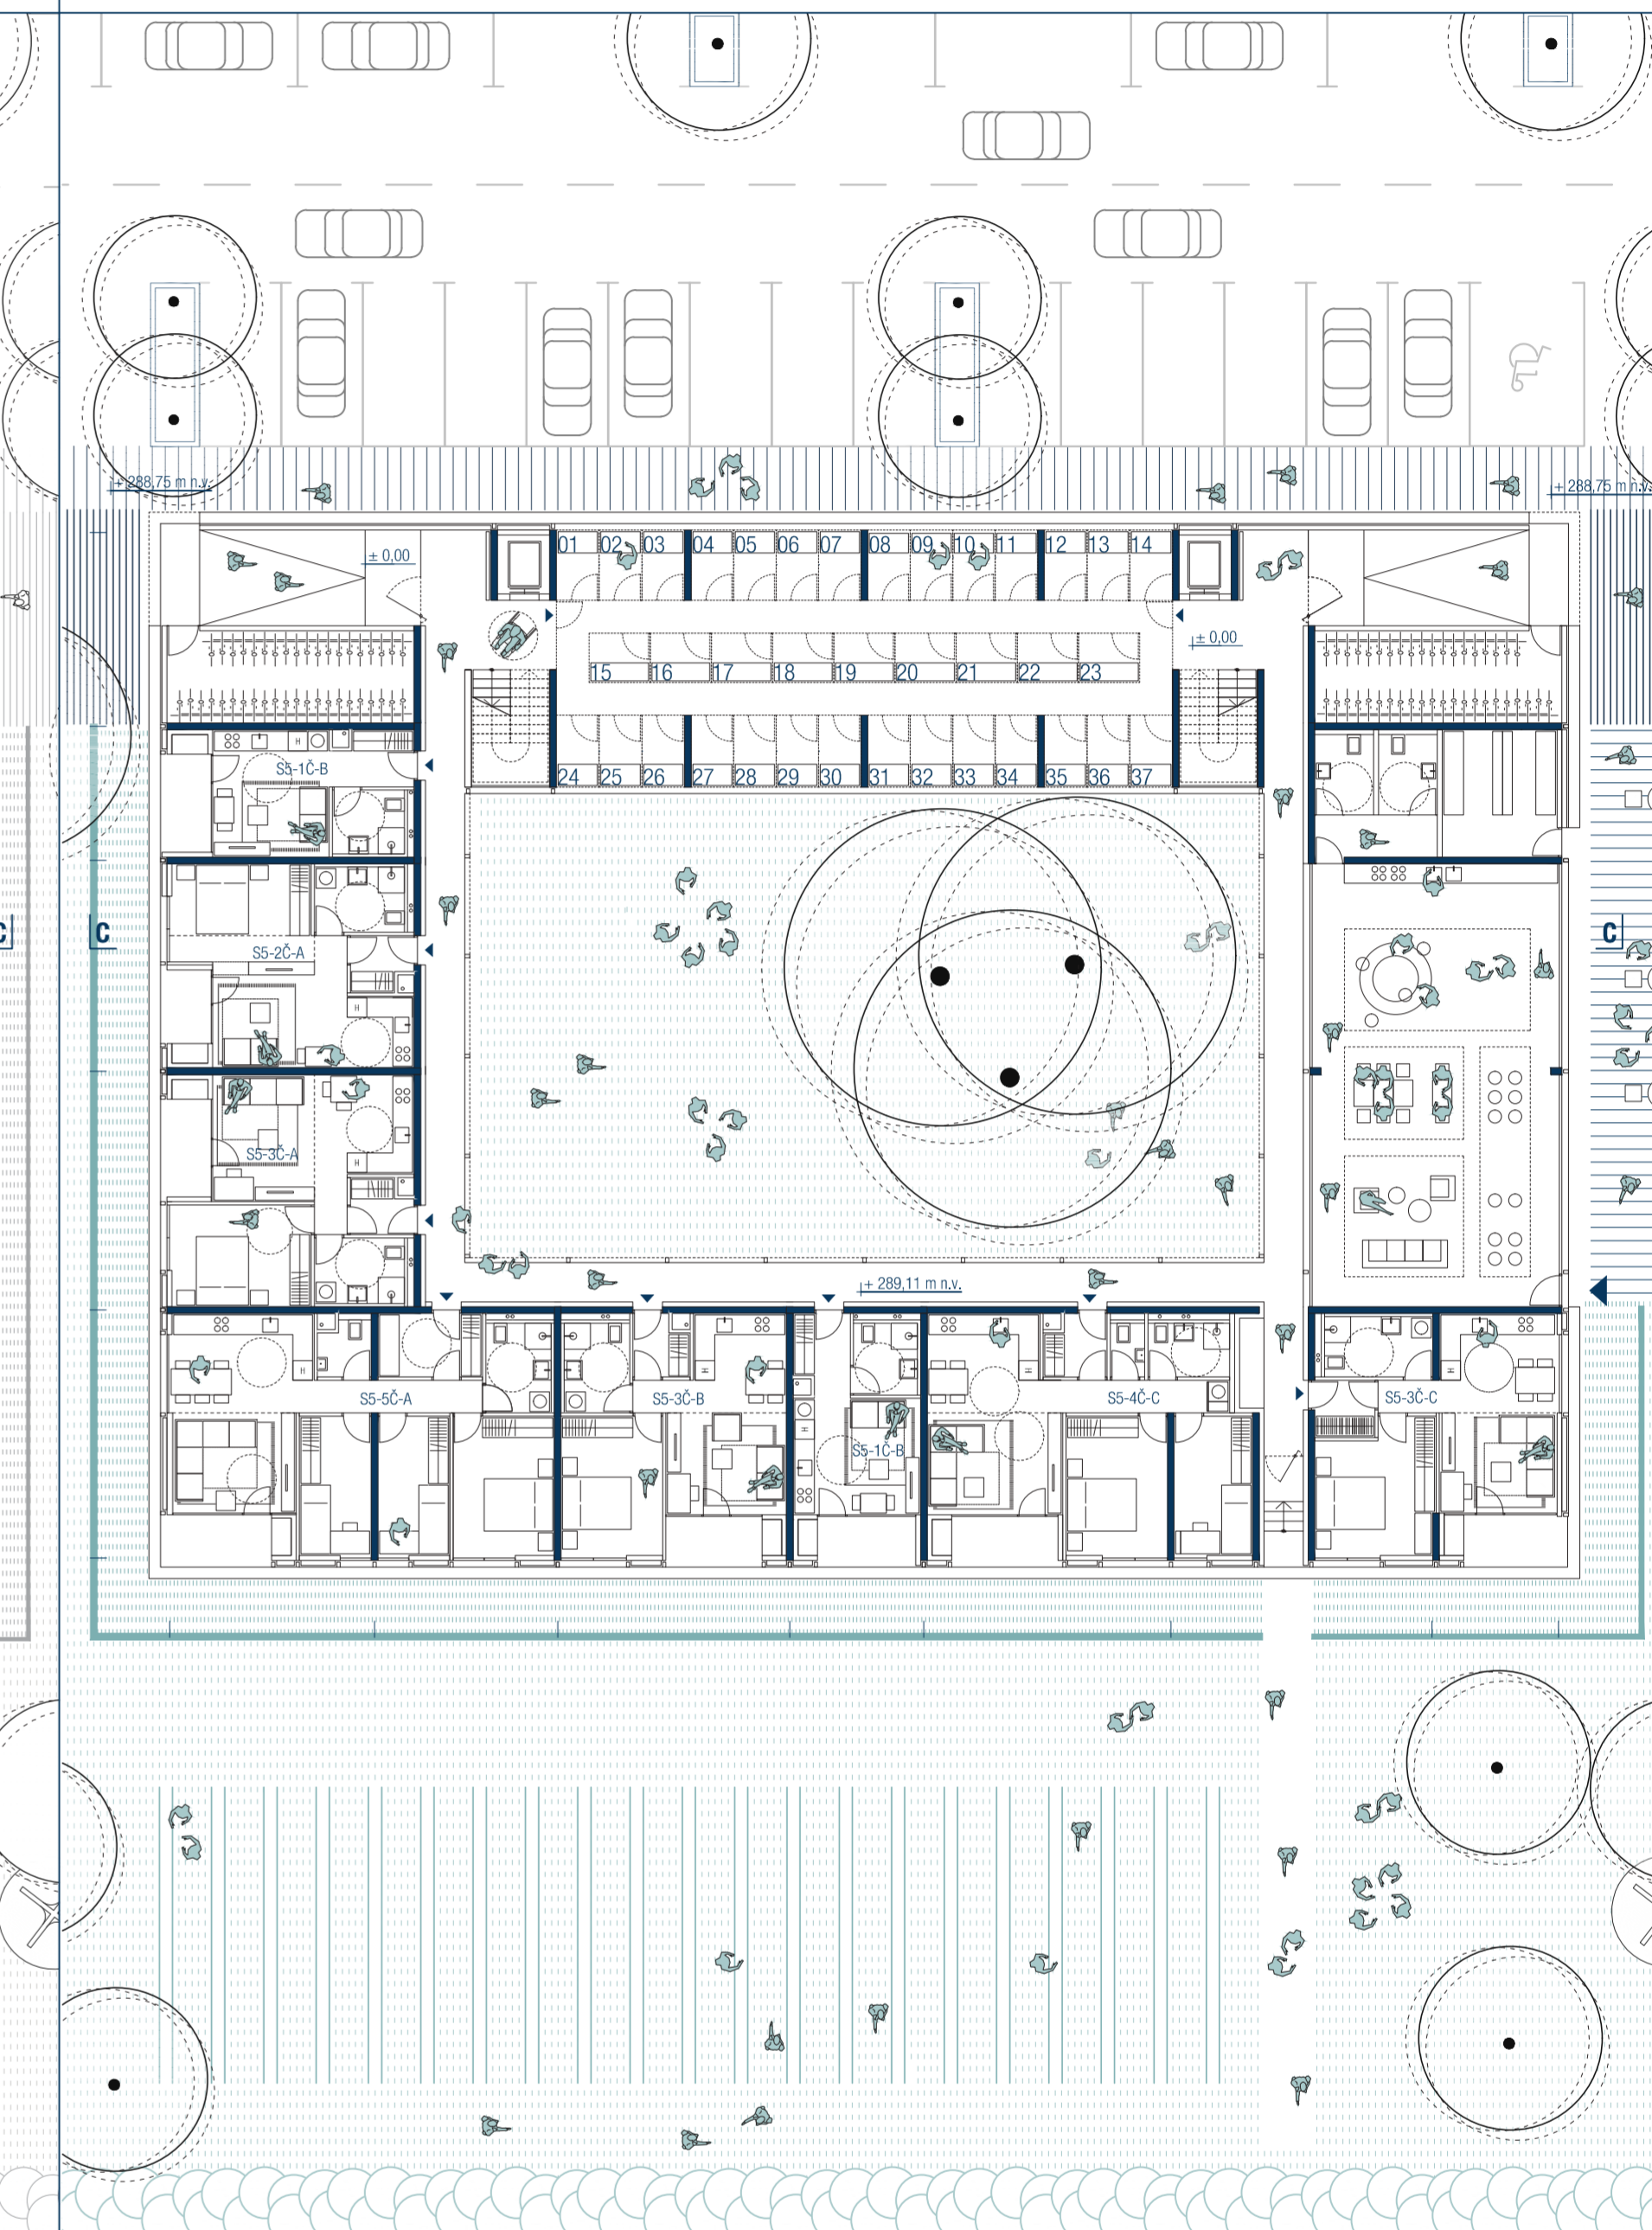 + 288,75 m n.v.
+ 288,75 m n.v.
± 0,00
01 02 03 04 05 06 07 08 09 10 11 12 13 14
± 0,00
15 16 17 18 19 20 21 22 23
24 25 26 27 28 29 30 31 32 33 34 35 36 37
H
S5-1Č-B
C
C
C
S5-2Č-A
H
S5-3Č-A
H
+ 289,11 m n.v.
H
H
H
H
S5-5Č-A
S5-3Č-B
S5-4Č-C
S5-3Č-C
H
S5-1Č-B